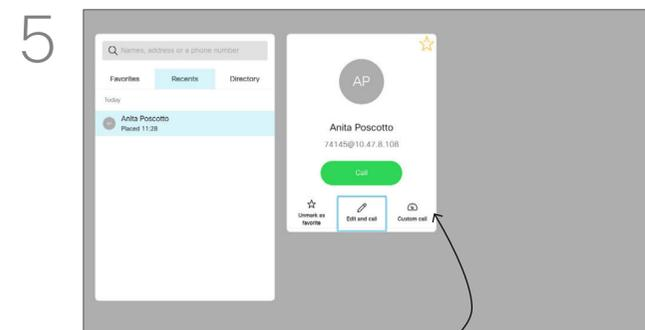 5
Names, address or a phone number
Favorites Recents Directory
Today
AP Anita Poscotto
Placed 11:28
AP
Anita Poscotto
74145@10.47.8.108
Call
Unmark as favorite
Edit and call
Custom call